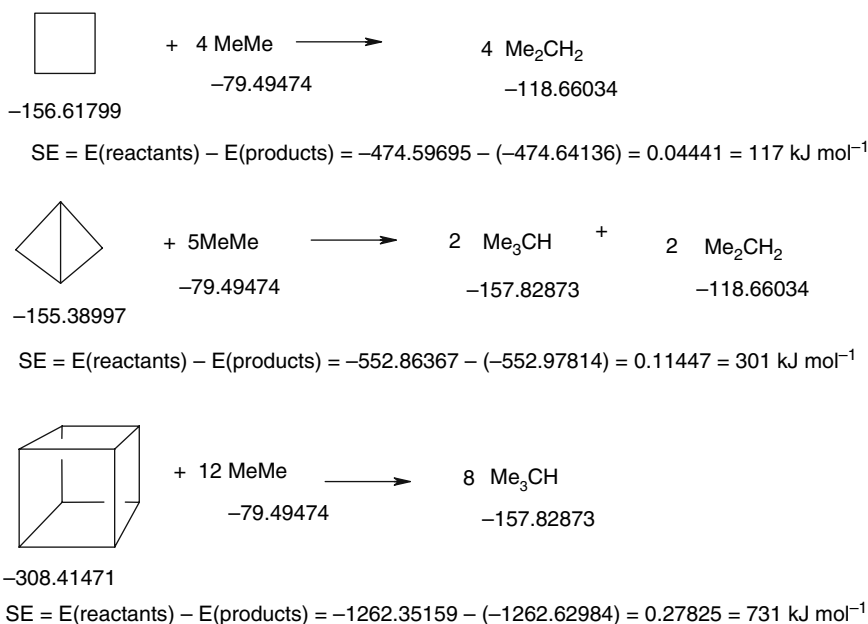 + 4 MeMe 4 Me₂CH₂
–79.49474 –118.66034
–156.61799
SE = E(reactants) – E(products) = –474.59695 – (–474.64136) = 0.04441 = 117 kJ mol⁻¹
+ 5MeMe 2 Me₃CH + 2 Me₂CH₂
–79.49474 –157.82873 –118.66034
–155.38997
SE = E(reactants) – E(products) = –552.86367 – (–552.97814) = 0.11447 = 301 kJ mol⁻¹
+ 12 MeMe 8 Me₃CH
–79.49474 –157.82873
–308.41471
SE = E(reactants) – E(products) = –1262.35159 – (–1262.62984) = 0.27825 = 731 kJ mol⁻¹